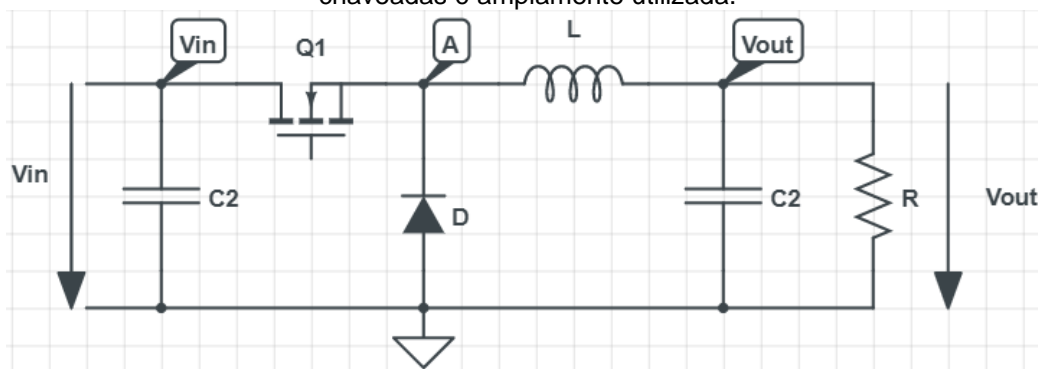 chaveadas e amplamente utilizada.
Vin
Q1
A
L
Vout
Vin
C2
D
C2
R
Vout